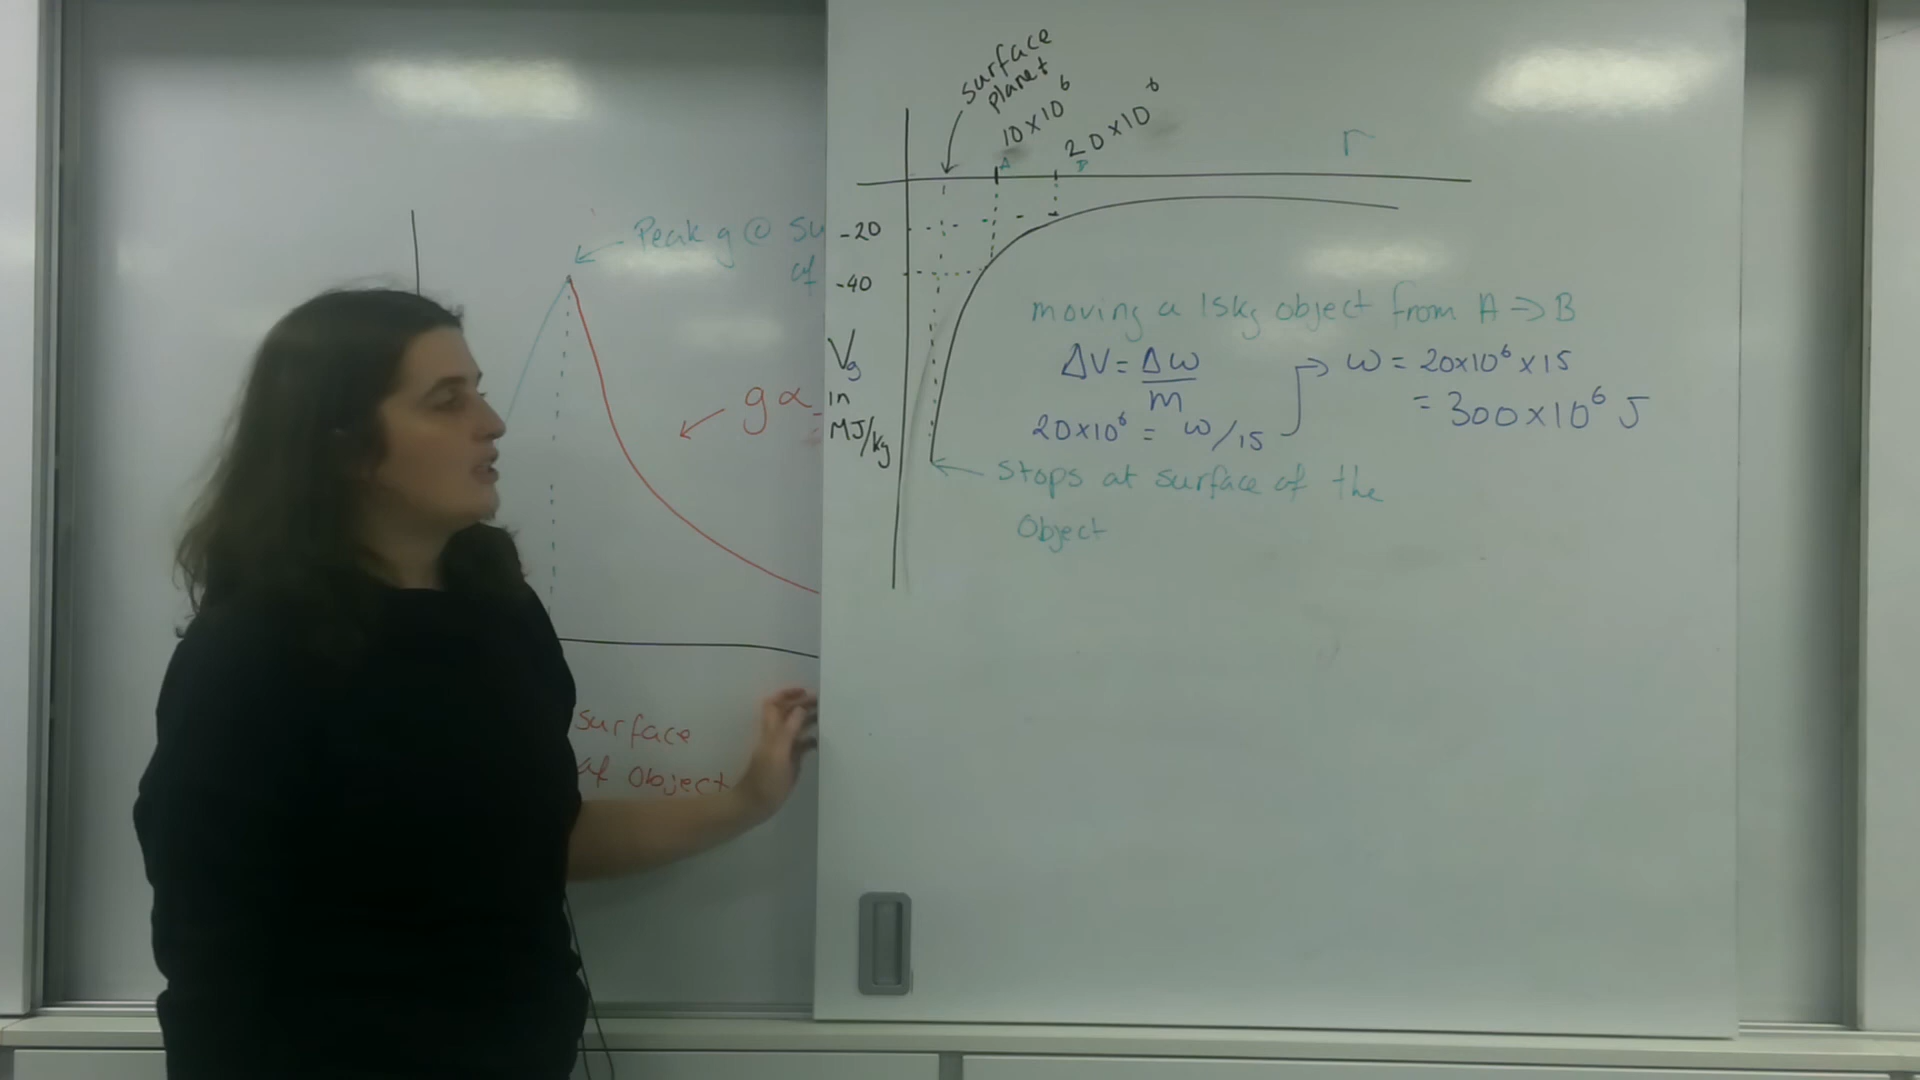 Peak g @ Su
of
g ∝
surface
of Object
surface
planet
10×10⁶
20×10⁶
A
B
r
-20
-40
Vg
in
MJ/kg
moving a 15kg object from A => B
ΔV = Δw/m
20×10⁶ = w/15
w = 20×10⁶ × 15
= 300×10⁶ J
Stops at surface of the
Object